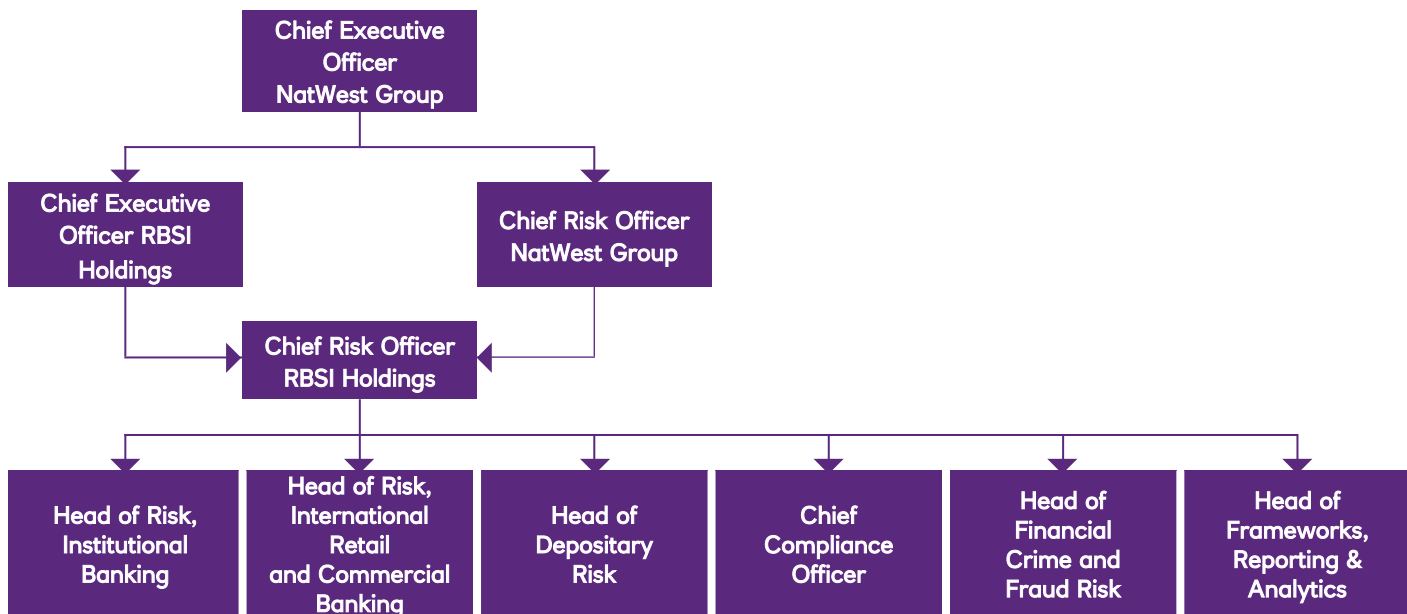 Chief Executive
Officer
NatWest Group
Chief Executive
Officer RBSI
Holdings
Chief Risk Officer
NatWest Group
Chief Risk Officer
RBSI Holdings
Head of Risk,
Institutional
Banking
Head of Risk,
International
Retail
and Commercial
Banking
Head of
Depositary
Risk
Chief
Compliance
Officer
Head of
Financial
Crime and
Fraud Risk
Head of
Frameworks,
Reporting &
Analytics